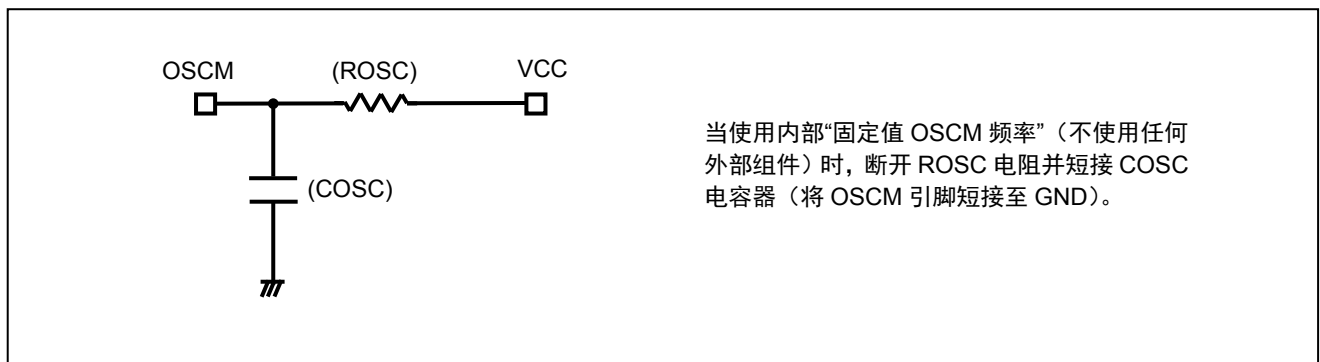 OSCM (ROSC) VCC
(COSC)
当使用内部“固定值 OSCM 频率”（不使用任何
外部组件）时，断开 ROSC 电阻并短接 COSC
电容器（将 OSCM 引脚短接至 GND）。